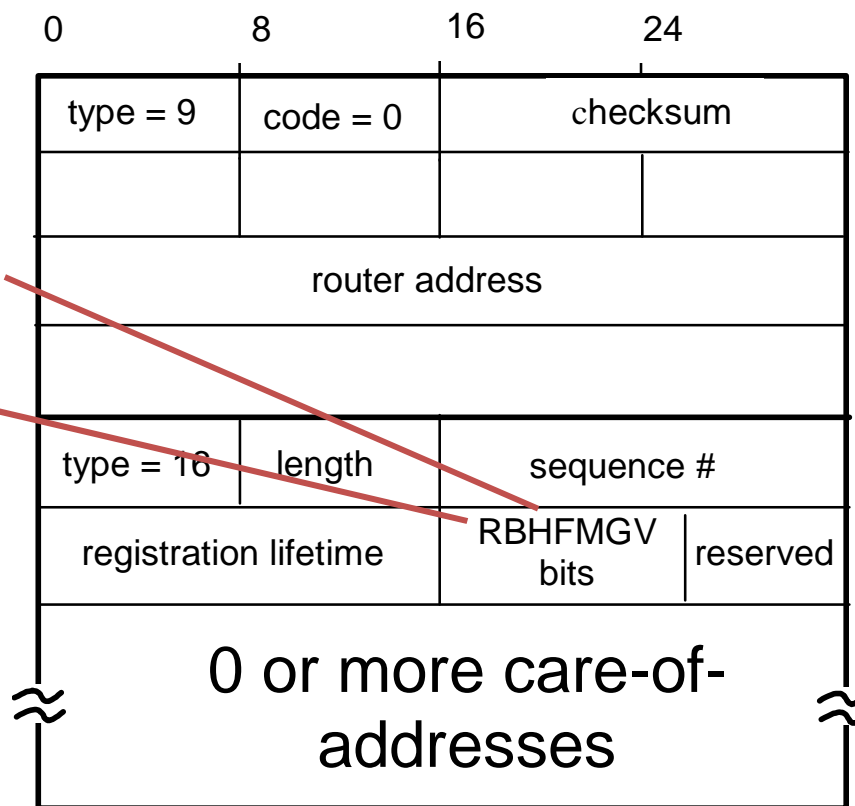 0 8 16 24
type = 9 code = 0 checksum
router address
type = 16 length sequence #
registration lifetime RBHFMGV bits reserved
0 or more care-of-
addresses